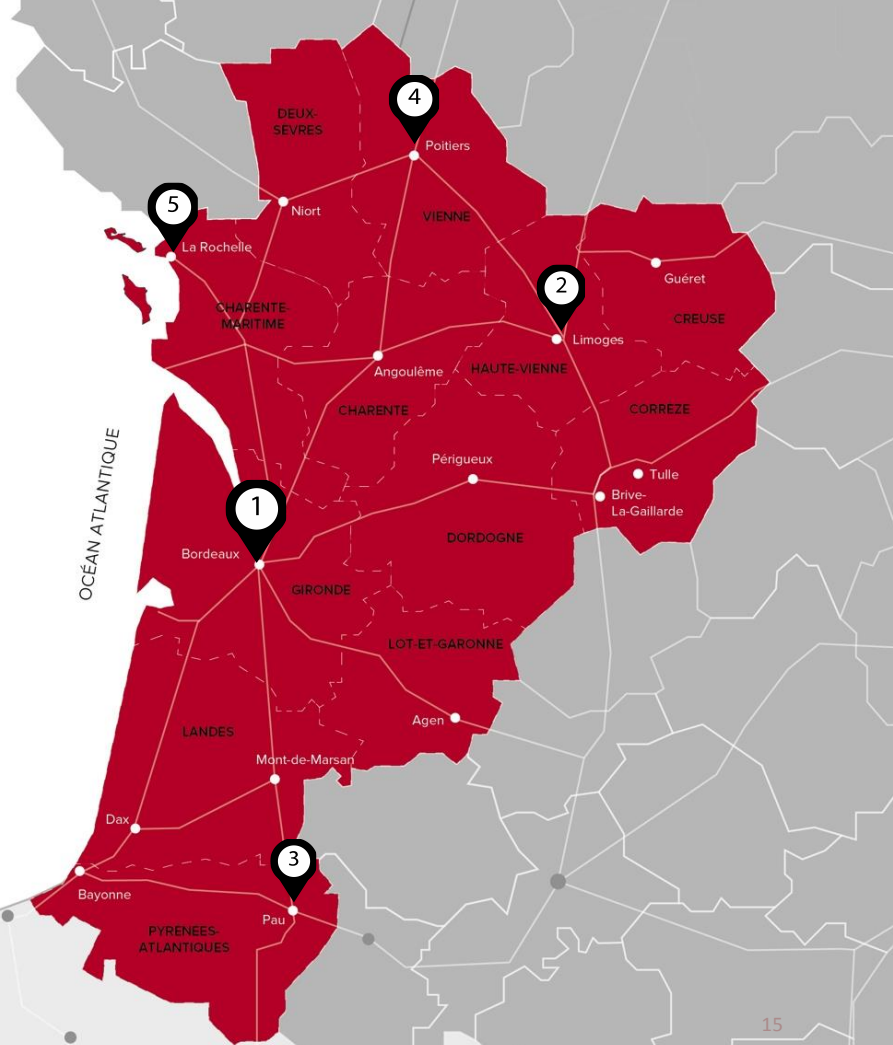 4
DEUX-
SEVRES
Poitiers
5
Niort
VIENNE
La Rochelle
2
Guéret
CHARENTE-
MARITIME
CREUSE
Limoges
Angoulême
HAUTE-VIENNE
CHARENTE
CORRÈZE
OCÉAN ATLANTIQUE
Périgueux
Tulle
1
Brive-
La-Gaillarde
DORDOGNE
Bordeaux
GIRONDE
LOT-ET-GARONNE
Agen
LANDES
Mont-de-Marsan
Dax
3
Bayonne
Pau
PYRÉNÉES-
ATLANTIQUES
15